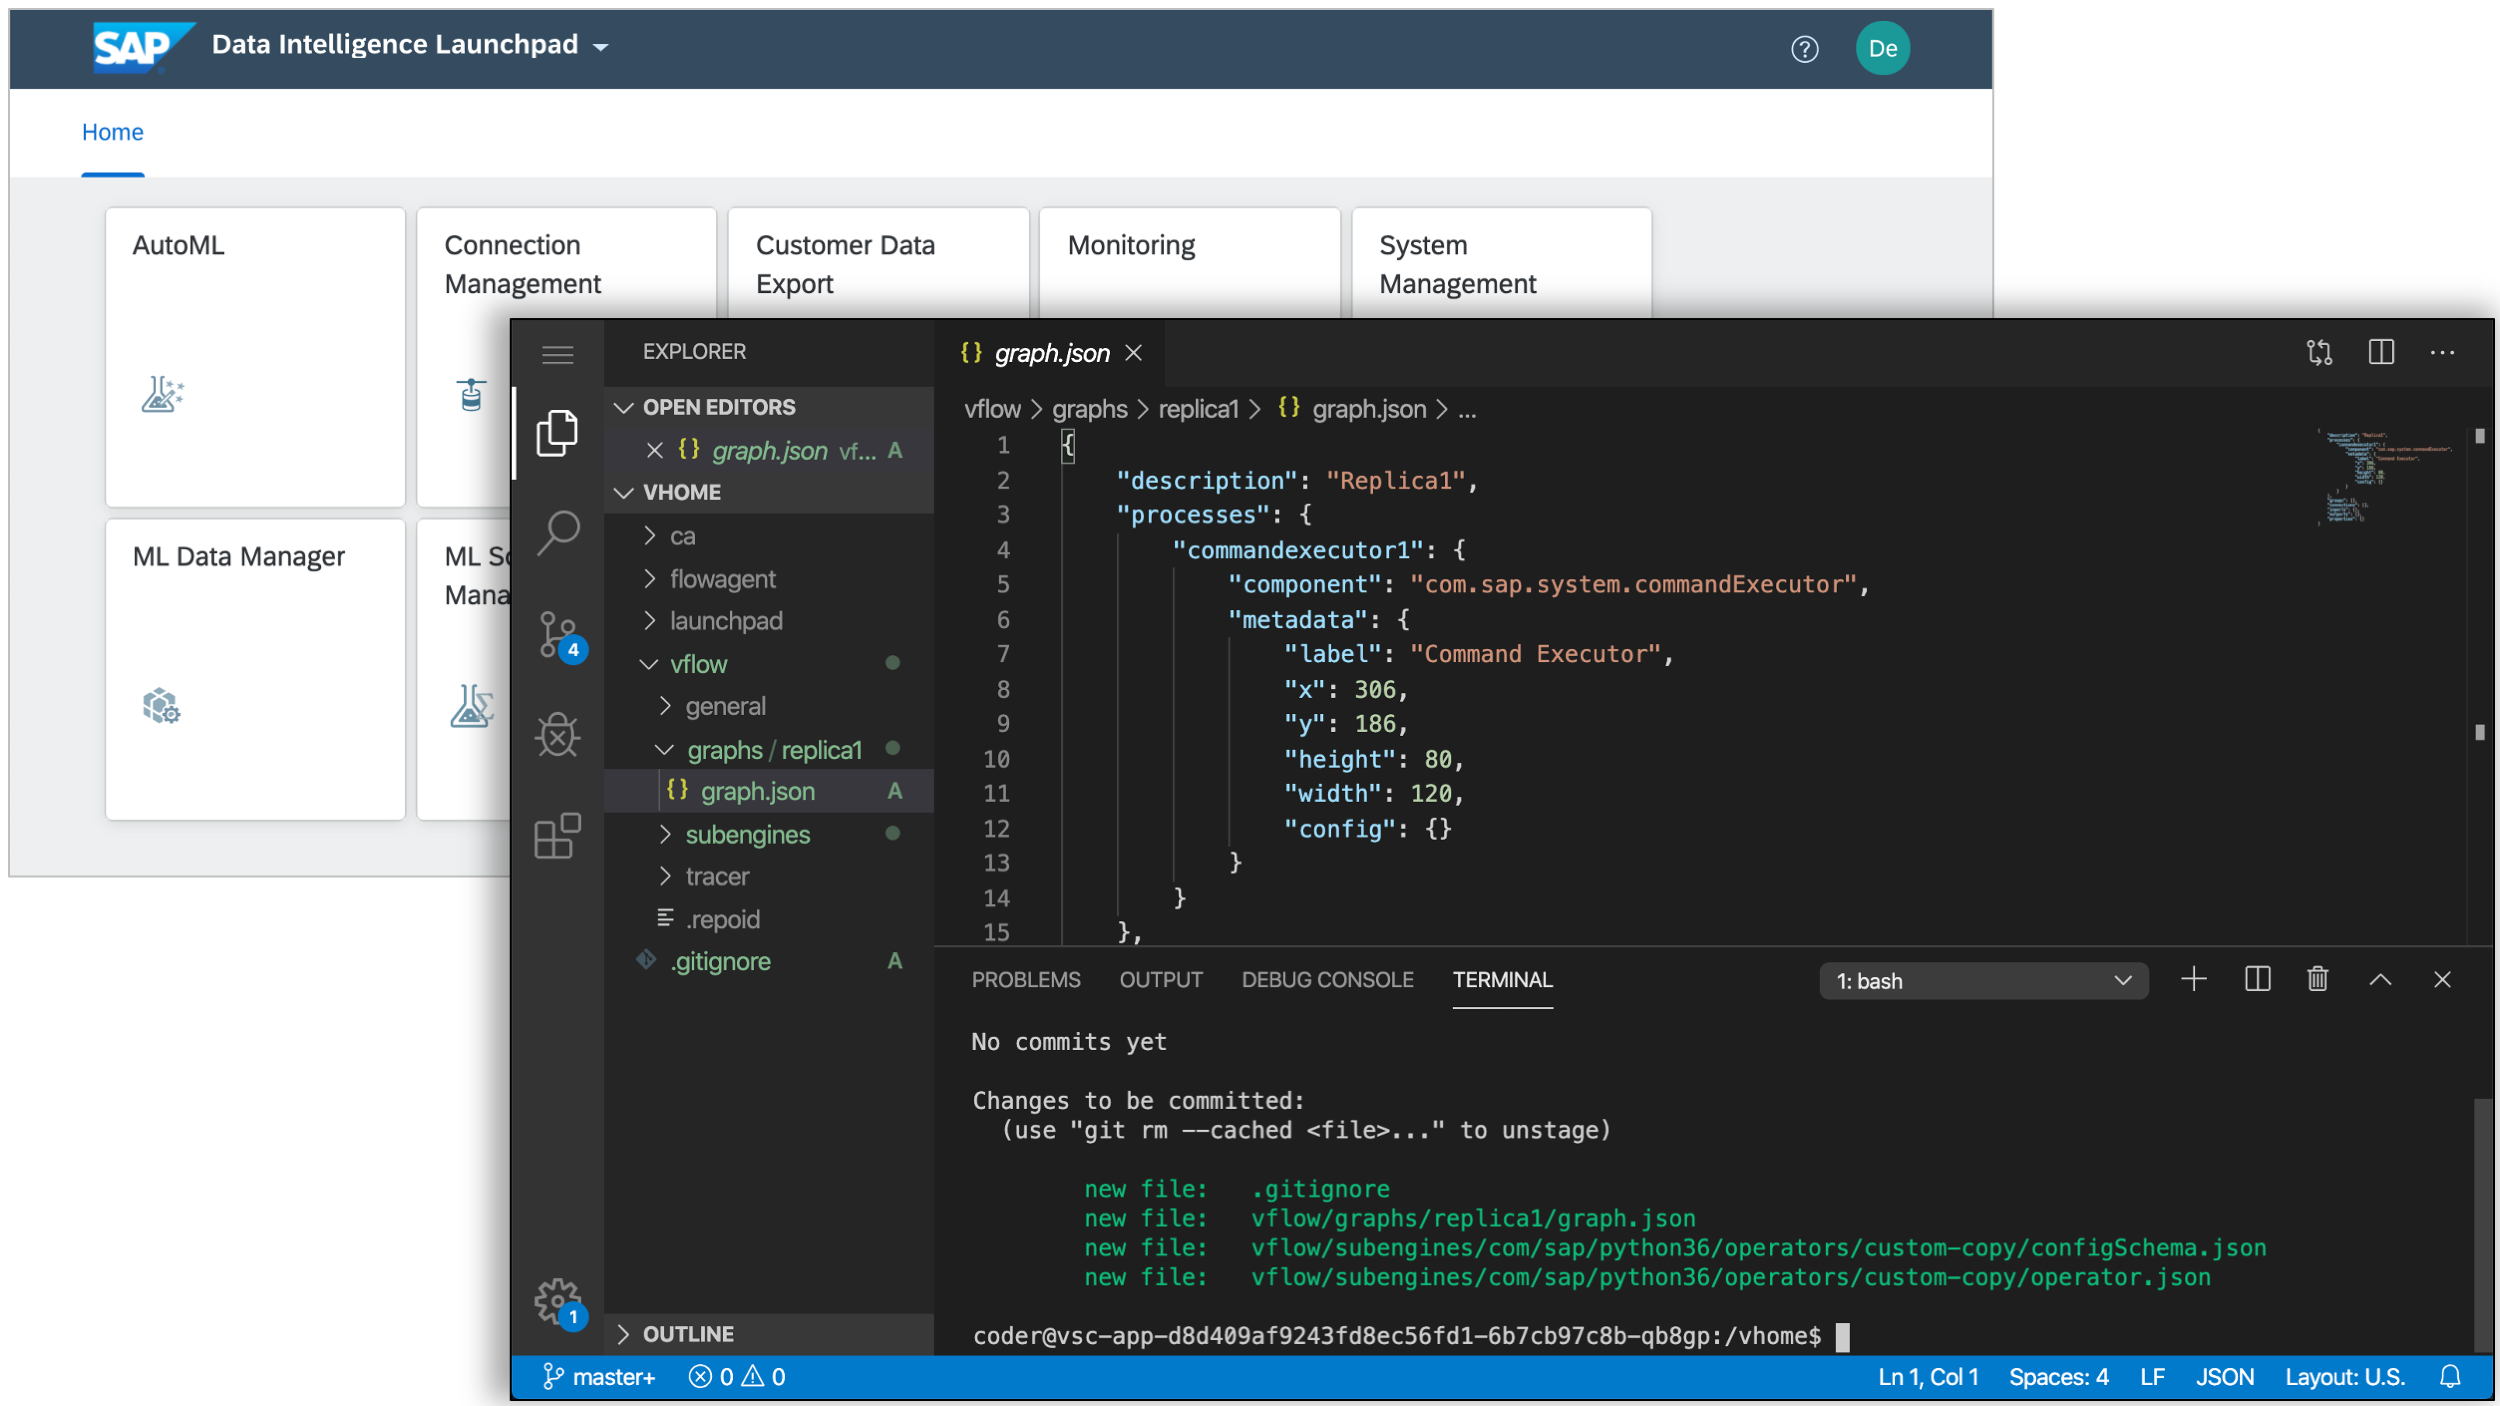 SAP Data Intelligence Launchpad
De
Home
AutoML
Connection
Management
Customer Data
Export
Monitoring
System
Management
ML Data Manager
ML Sc
Mana
EXPLORER
OPEN EDITORS
{} graph.json vf... A
VHOME
ca
flowagent
launchpad
vflow
general
graphs / replica1
{} graph.json A
subengines
tracer
.repoid
.gitignore A
OUTLINE
4
1
{} graph.json
vflow > graphs > replica1 > {} graph.json > ...
1 {
2 "description": "Replica1",
3 "processes": {
4 "commandexecutor1": {
5 "component": "com.sap.system.commandExecutor",
6 "metadata": {
7 "label": "Command Executor",
8 "x": 306,
9 "y": 186,
10 "height": 80,
11 "width": 120,
12 "config": {}
13 }
14 }
15 },
PROBLEMS OUTPUT DEBUG CONSOLE TERMINAL 1: bash
No commits yet
Changes to be committed:
(use "git rm --cached <file>..." to unstage)
new file: .gitignore
new file: vflow/graphs/replica1/graph.json
new file: vflow/subengines/com/sap/python36/operators/custom-copy/configSchema.json
new file: vflow/subengines/com/sap/python36/operators/custom-copy/operator.json
coder@vsc-app-d8d409af9243fd8ec56fd1-6b7cb97c8b-qb8gp:/vhome$
master+ 0 0 Ln 1, Col 1 Spaces: 4 LF JSON Layout: U.S.